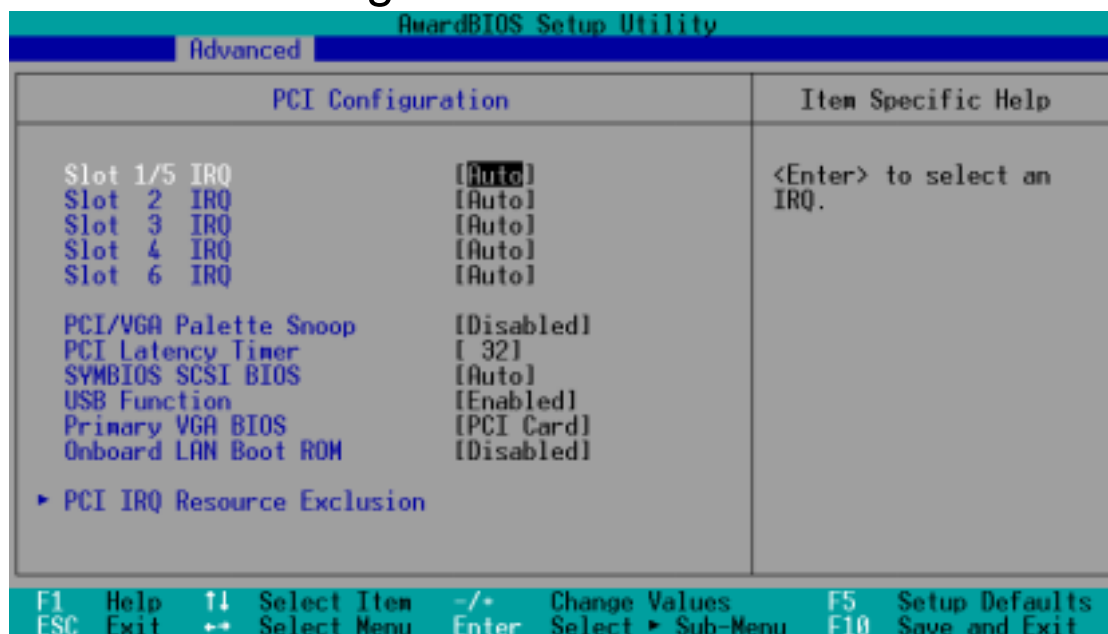 AwardBIOS Setup Utility
Advanced
PCI Configuration
Item Specific Help
Slot 1/5 IRQ [Auto]
Slot 2 IRQ [Auto]
Slot 3 IRQ [Auto]
Slot 4 IRQ [Auto]
Slot 6 IRQ [Auto]
<Enter> to select an
IRQ.
PCI/VGA Palette Snoop [Disabled]
PCI Latency Timer [ 32]
SYMBIOS SCSI BIOS [Auto]
USB Function [Enabled]
Primary VGA BIOS [PCI Card]
Onboard LAN Boot ROM [Disabled]
▸ PCI IRQ Resource Exclusion
F1 Help ↑↓ Select Item -/+ Change Values F5 Setup Defaults
ESC Exit ←→ Select Menu Enter Select ▸ Sub-Menu F10 Save and Exit